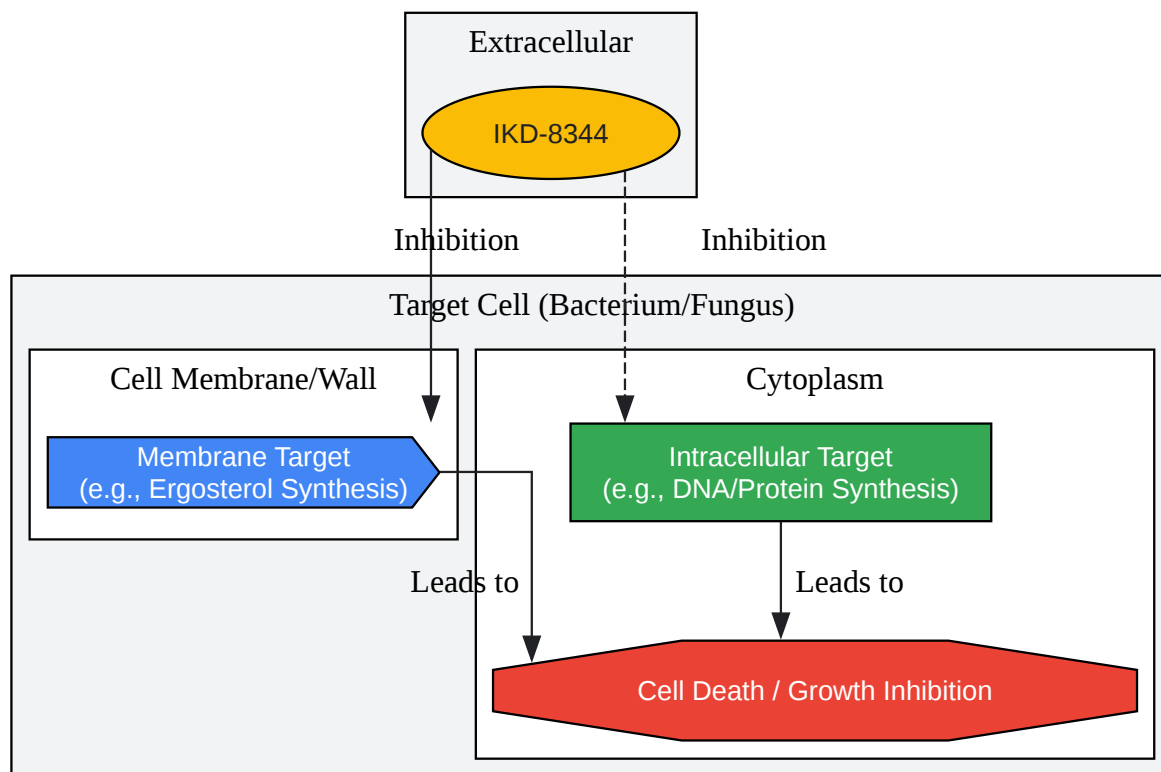 Extracellular
IKD-8344
Inhibition
Inhibition
Target Cell (Bacterium/Fungus)
Cell Membrane/Wall
Cytoplasm
Membrane Target
(e.g., Ergosterol Synthesis)
Intracellular Target
(e.g., DNA/Protein Synthesis)
Leads to
Leads to
Cell Death / Growth Inhibition